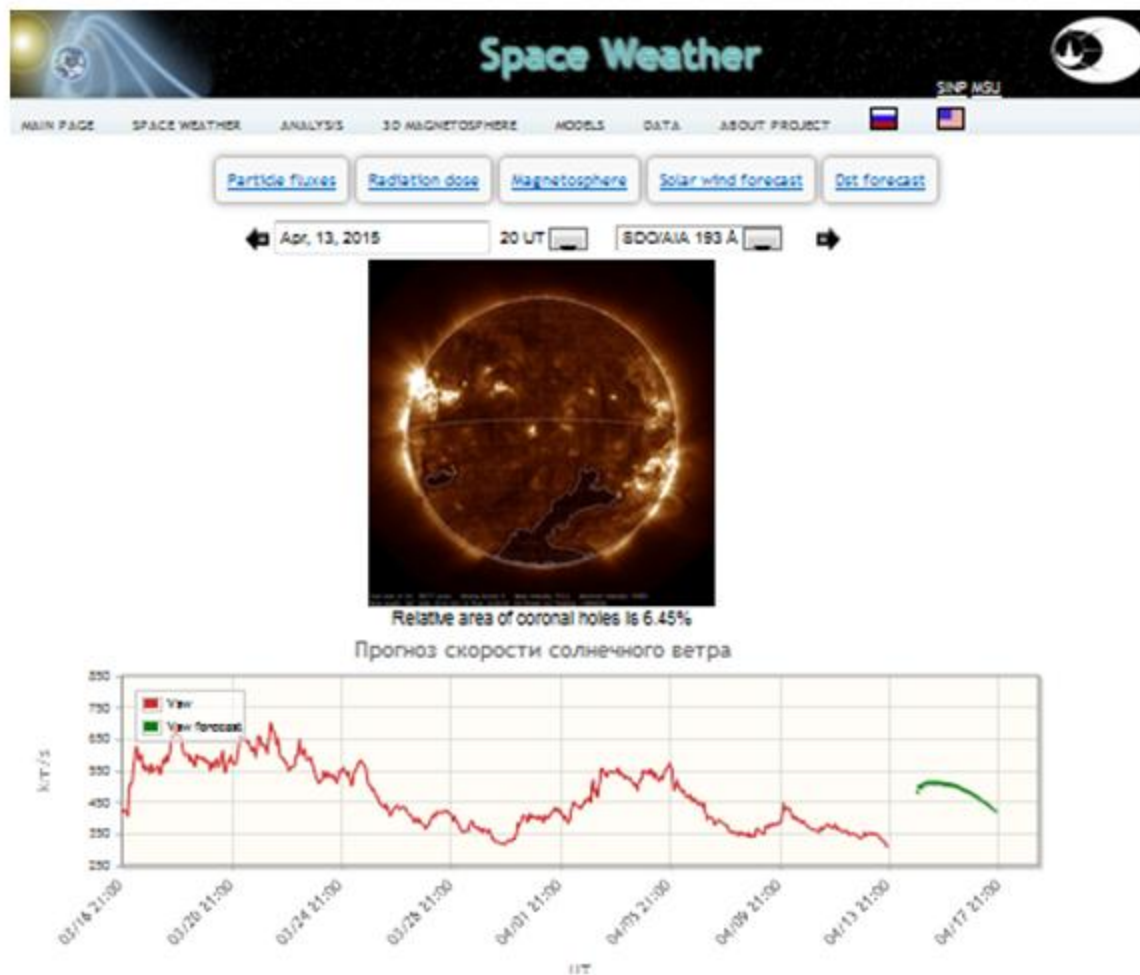 Space Weather
SINP MSU
MAIN PAGE SPACE WEATHER ANALYSIS 3D MAGNETOSPHERE MODELS DATA ABOUT PROJECT
Particle fluxes Radiation dose Magnetosphere Solar wind forecast Dst forecast
Apr, 13, 2015 20 UT SDO/AIA 193 Å
Relative area of coronal holes is 6.45%
Прогноз скорости солнечного ветра
850
750
650
550
450
350
250
km/s
Vsw
Vsw forecast
03/16 21:00 03/20 21:00 03/24 21:00 03/28 21:00 04/01 21:00 04/05 21:00 04/09 21:00 04/13 21:00 04/17 21:00
UT